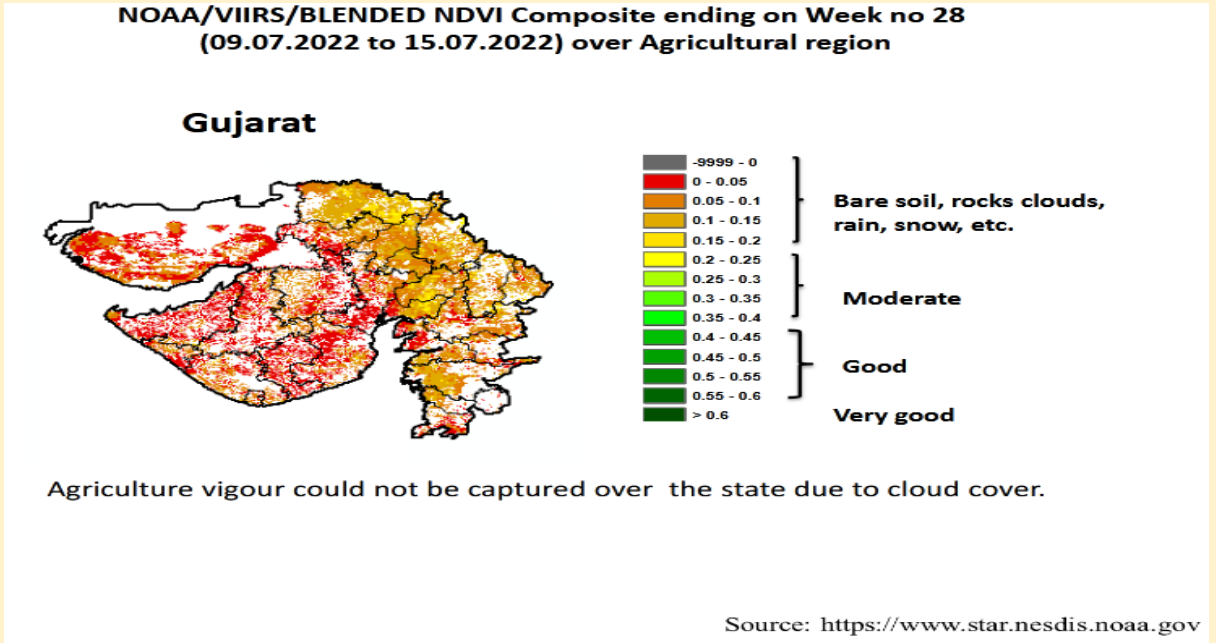 NOAA/VIIRS/BLENDED NDVI Composite ending on Week no 28
(09.07.2022 to 15.07.2022) over Agricultural region
Gujarat
-9999 - 0
0 - 0.05
0.05 - 0.1
0.1 - 0.15
0.15 - 0.2
0.2 - 0.25
0.25 - 0.3
0.3 - 0.35
0.35 - 0.4
0.4 - 0.45
0.45 - 0.5
0.5 - 0.55
0.55 - 0.6
> 0.6
Bare soil, rocks clouds,
rain, snow, etc.
Moderate
Good
Very good
Agriculture vigour could not be captured over the state due to cloud cover.
Source: https://www.star.nesdis.noaa.gov